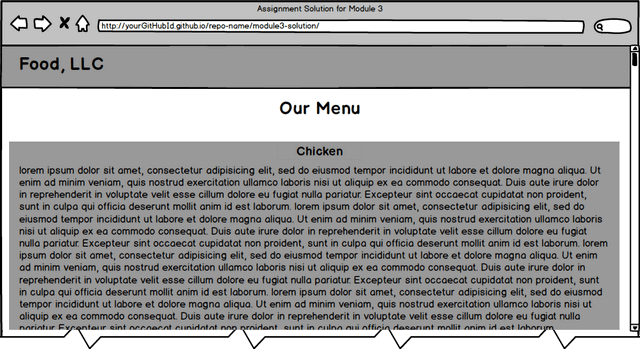 Assignment Solution for Module 3
http://yourGitHubId.github.io/repo-name/module3-solution/
Food, LLC
Our Menu
Chicken
lorem ipsum dolor sit amet, consectetur adipisicing elit, sed do eiusmod tempor incididunt ut labore et dolore magna aliqua. Ut
enim ad minim veniam, quis nostrud exercitation ullamco laboris nisi ut aliquip ex ea commodo consequat. Duis aute irure dolor
in reprehenderit in voluptate velit esse cillum dolore eu fugiat nulla pariatur. Excepteur sint occaecat cupidatat non proident,
sunt in culpa qui officia deserunt mollit anim id est laborum. lorem ipsum dolor sit amet, consectetur adipisicing elit, sed do
eiusmod tempor incididunt ut labore et dolore magna aliqua. Ut enim ad minim veniam, quis nostrud exercitation ullamco laboris
nisi ut aliquip ex ea commodo consequat. Duis aute irure dolor in reprehenderit in voluptate velit esse cillum dolore eu fugiat
nulla pariatur. Excepteur sint occaecat cupidatat non proident, sunt in culpa qui officia deserunt mollit anim id est laborum. lorem
ipsum dolor sit amet, consectetur adipisicing elit, sed do eiusmod tempor incididunt ut labore et dolore magna aliqua. Ut enim
ad minim veniam, quis nostrud exercitation ullamco laboris nisi ut aliquip ex ea commodo consequat. Duis aute irure dolor in
reprehenderit in voluptate velit esse cillum dolore eu fugiat nulla pariatur. Excepteur sint occaecat cupidatat non proident, sunt
in culpa qui officia deserunt mollit anim id est laborum. lorem ipsum dolor sit amet, consectetur adipisicing elit, sed do eiusmod
tempor incididunt ut labore et dolore magna aliqua. Ut enim ad minim veniam, quis nostrud exercitation ullamco laboris nisi ut
aliquip ex ea commodo consequat. Duis aute irure dolor in reprehenderit in voluptate velit esse cillum dolore eu fugiat nulla
pariatur. Excepteur sint occaecat cupidatat non proident, sunt in culpa qui officia deserunt mollit anim id est laborum.